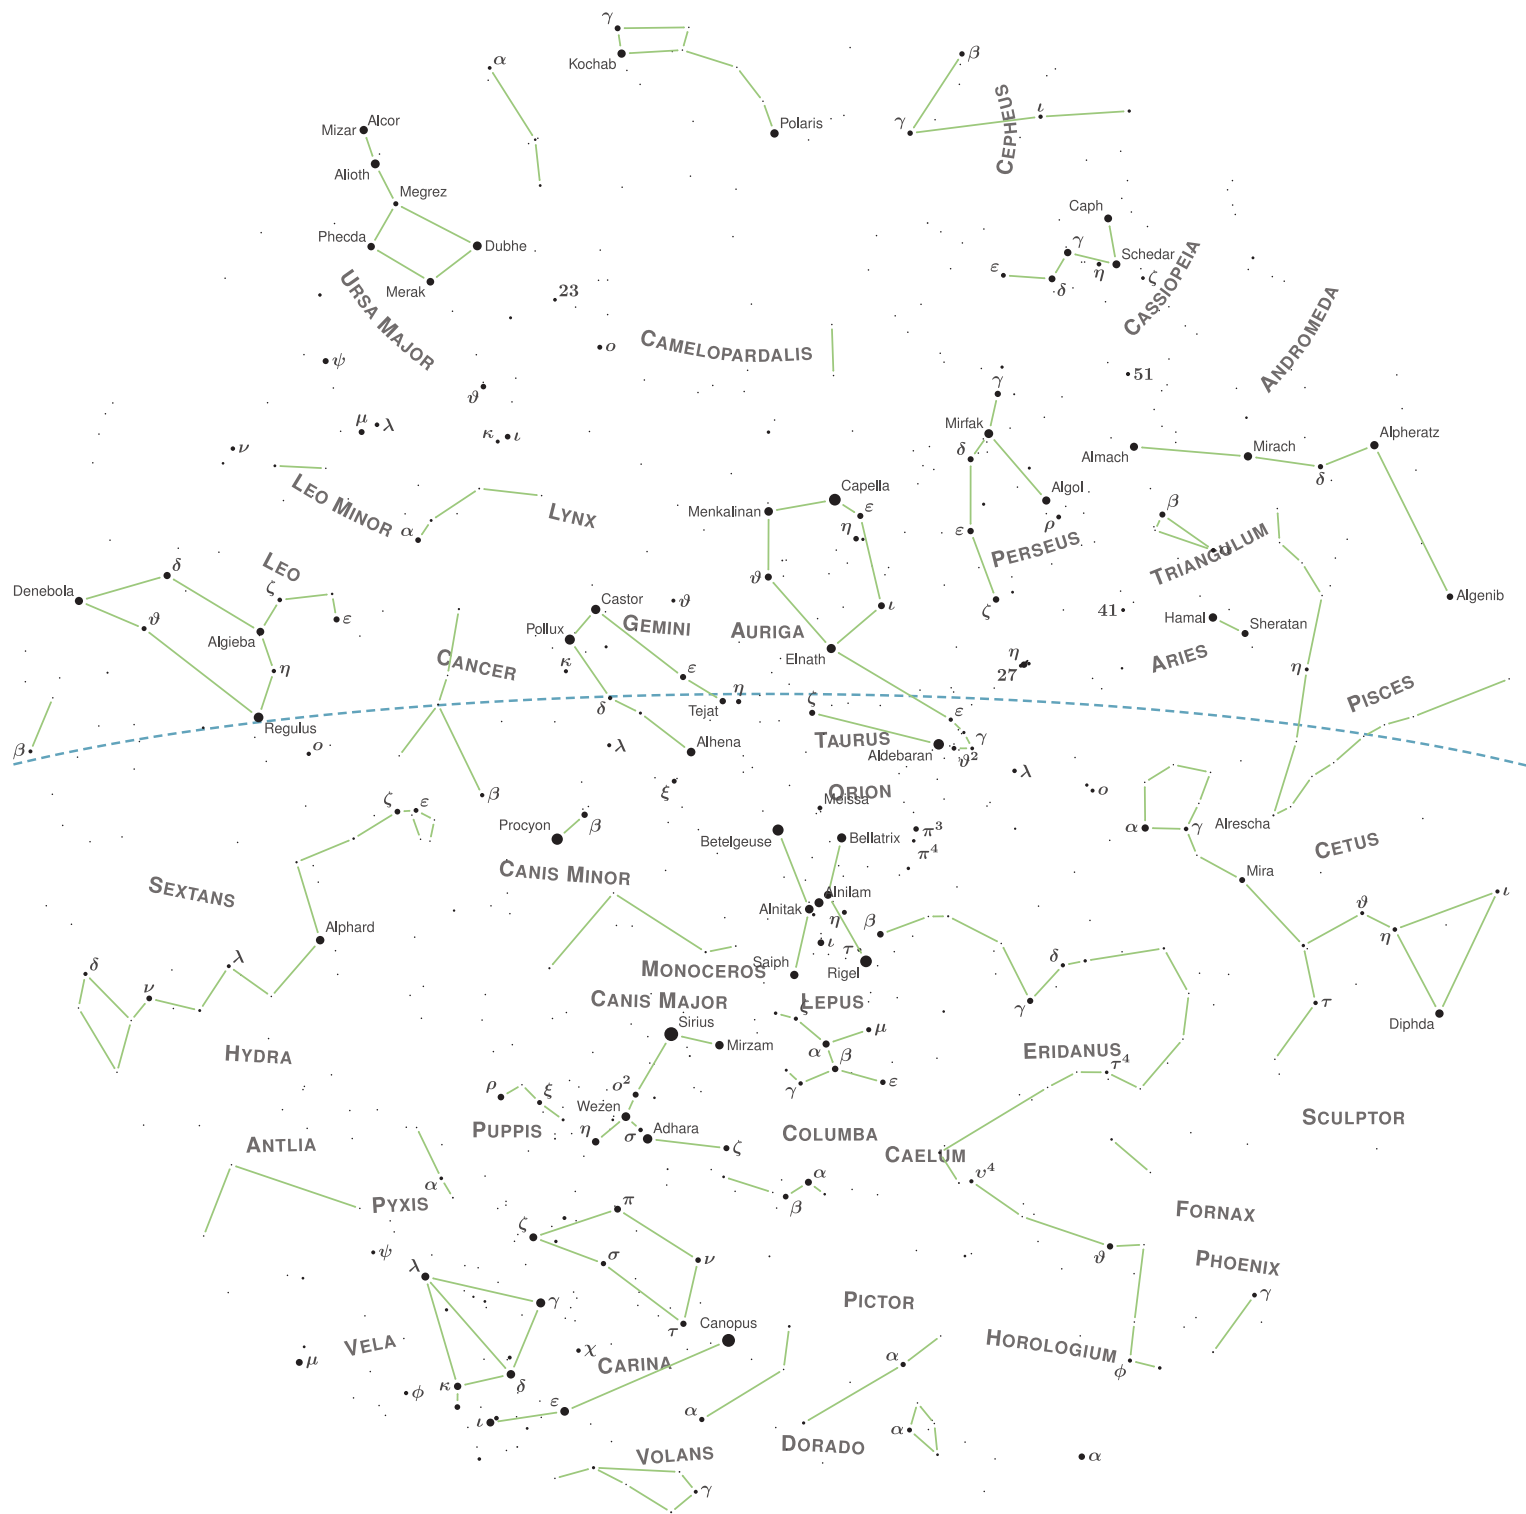 γ
Kochab
α
β
CEPHEUS
ι
γ
Polaris
Alcor
Mizar
Alioth
Megrez
Caph
Phecda
Dubhe
γ
Schedar
ε
δ
η
ζ
CASSIOPEIA
Merak
23
URSA MAJOR
ANDROMEDA
ο
CAMELOPARDALIS
ψ
51
ϑ
γ
μ
λ
κ
ι
Mirfak
Alpheratz
ν
δ
Almach
Mirach
δ
LEO MINOR
Capella
Algol
LYNX
Menkalinan
ε
β
α
η
ρ
ε
PERSEUS
TRIANGULUM
LEO
δ
ϑ
Denebola
ζ
Castor
ϑ
ι
ζ
41
Algenib
ϑ
ε
GEMINI
AURIGA
Hamal
Sheratan
Pollux
Algieba
Elnath
CANCER
κ
η
27
ARIES
η
ε
η
η
PISCES
δ
Tejat
ζ
ε
Regulus
β
ο
λ
Alhena
TAURUS
γ
Aldebaran
ϑ²
λ
ξ
ο
ORION
β
ζ
ε
Meissa
Procyon
β
π³
α
γ
Alrescha
Betelgeuse
Bellatrix
π⁴
CETUS
CANIS MINOR
Mira
SEXTANS
Alnilam
ι
Alnitak
η
β
ϑ
Alphard
η
ι
τ
δ
λ
δ
MONOCEROS
Saiph
Rigel
ν
CANIS MAJOR
LEPUS
ξ
γ
τ
Sirius
μ
Diphda
Mirzam
α
HYDRA
β
ERIDANUS
τ⁴
ρ
ξ
ο²
γ
ε
Wezen
SCULPTOR
PUPPIS
η
σ
Adhara
COLUMBA
ANTLIA
ζ
CAELUM
α
α
υ⁴
PYXIS
π
β
FORNAX
ζ
ψ
σ
ν
ϑ
λ
PHOENIX
γ
γ
PICTOR
τ
Canopus
VELA
HOROLOGIUM
χ
CARINA
μ
α
ϕ
κ
δ
ϕ
ε
ι
α
α
DORADO
VOLANS
α
γ